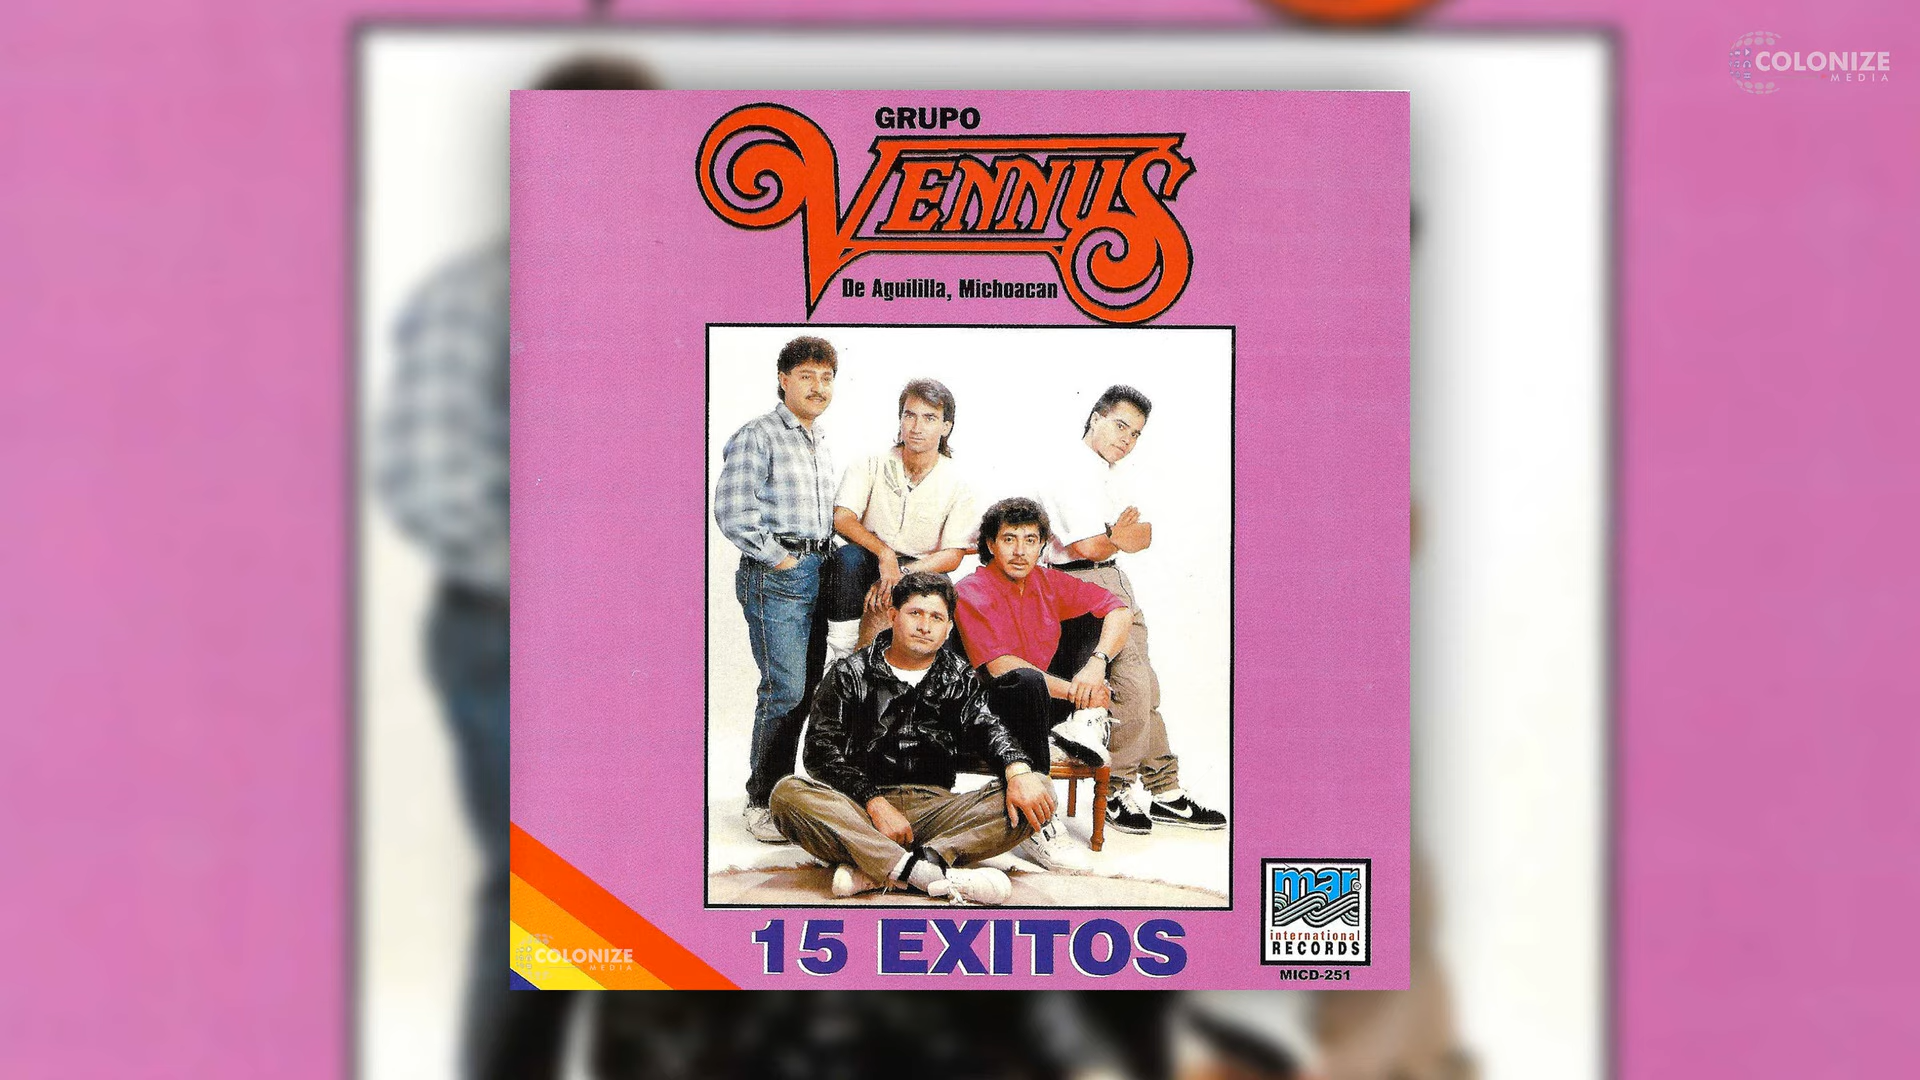 COLONIZE
MEDIA
GRUPO
VENNUS
De Aguililla, Michoacan
15 EXITOS
COLONIZE
MEDIA
mar
international
RECORDS
MICD-251